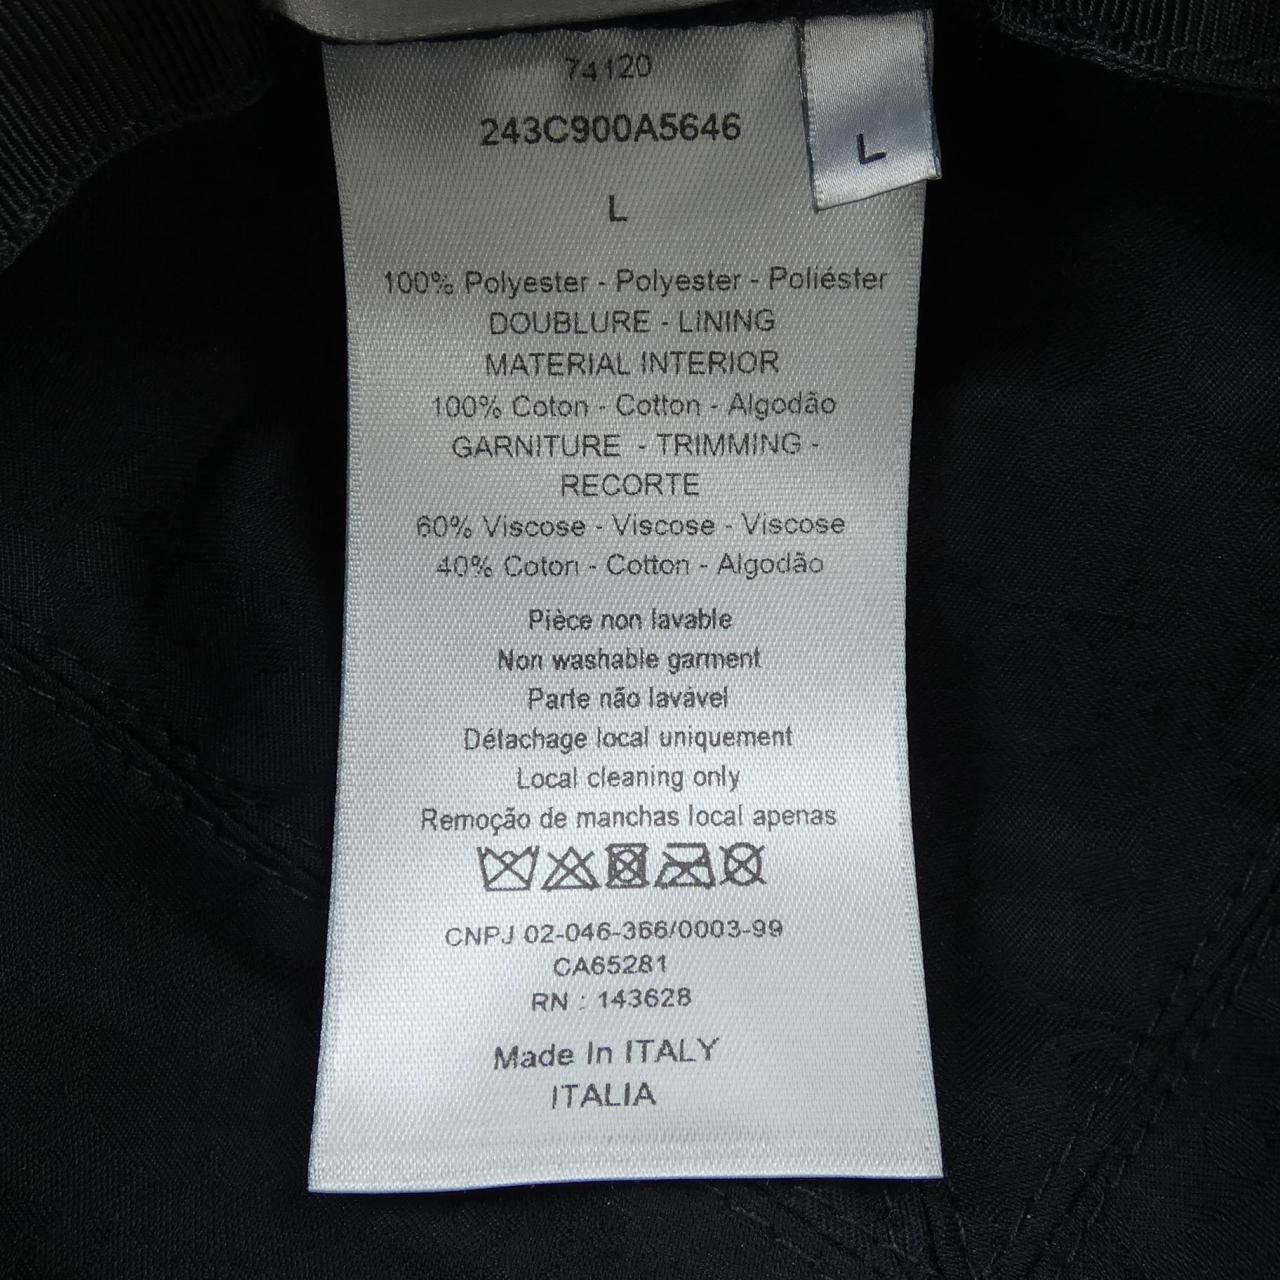 74120
243C900A5646
L
L
100% Polyester - Polyester - Poliéster
DOUBLURE - LINING
MATERIAL INTERIOR
100% Coton - Cotton - Algodão
GARNITURE - TRIMMING -
RECORTE
60% Viscose - Viscose - Viscose
40% Coton - Cotton - Algodão
Pièce non lavable
Non washable garment
Parte não lavável
Détachage local uniquement
Local cleaning only
Remoção de manchas local apenas
CNPJ 02-046-366/0003-99
CA65281
RN : 143628
Made In ITALY
ITALIA